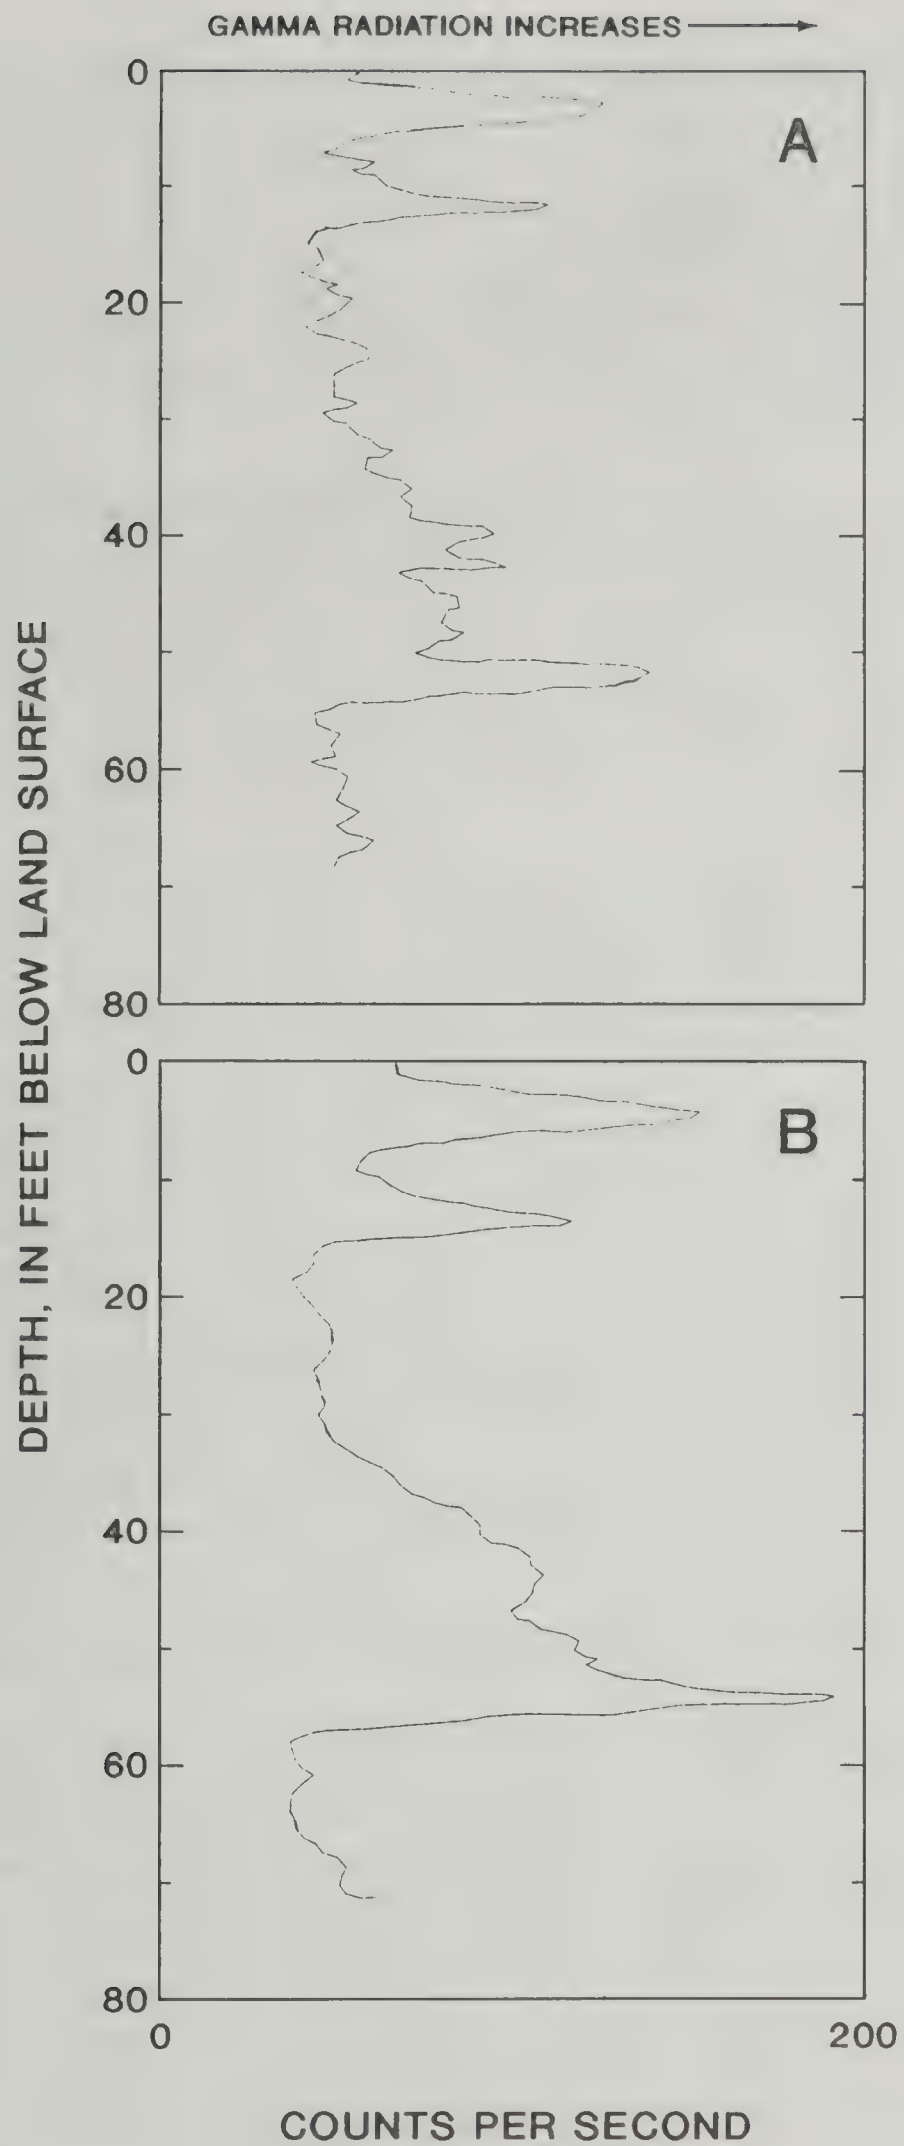 GAMMA RADIATION INCREASES
0
A
20
40
60
80
0
B
20
40
60
80
0 200
COUNTS PER SECOND
DEPTH, IN FEET BELOW LAND SURFACE